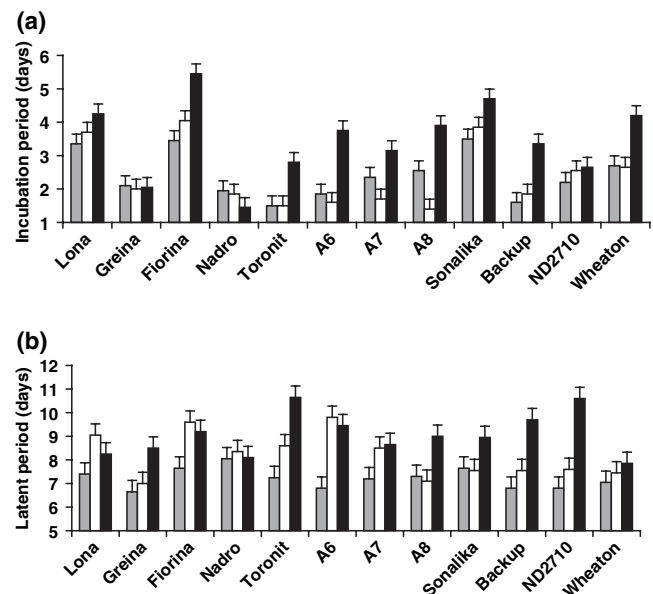 (a)
Incubation period (days)
6
5
4
3
2
1
Lona
Greina
Fiorina
Nadro
Toronit
A6
A7
A8
Sonalika
Backup
ND2710
Wheaton
(b)
Latent period (days)
12
11
10
9
8
7
6
5
Lona
Greina
Fiorina
Nadro
Toronit
A6
A7
A8
Sonalika
Backup
ND2710
Wheaton